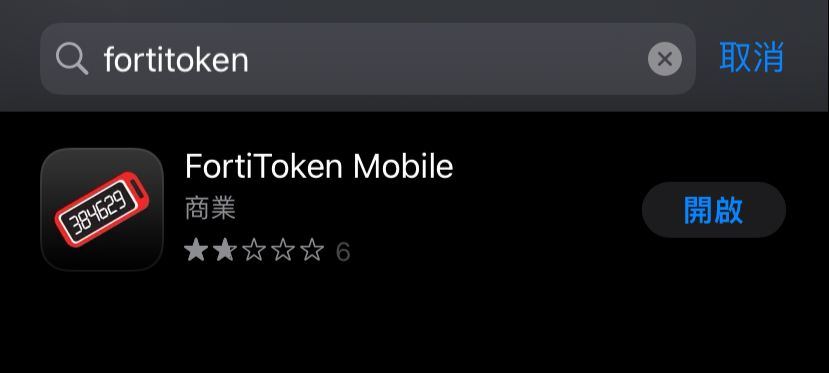 fortitoken
取消
FortiToken Mobile
商業
384629
開啟
6